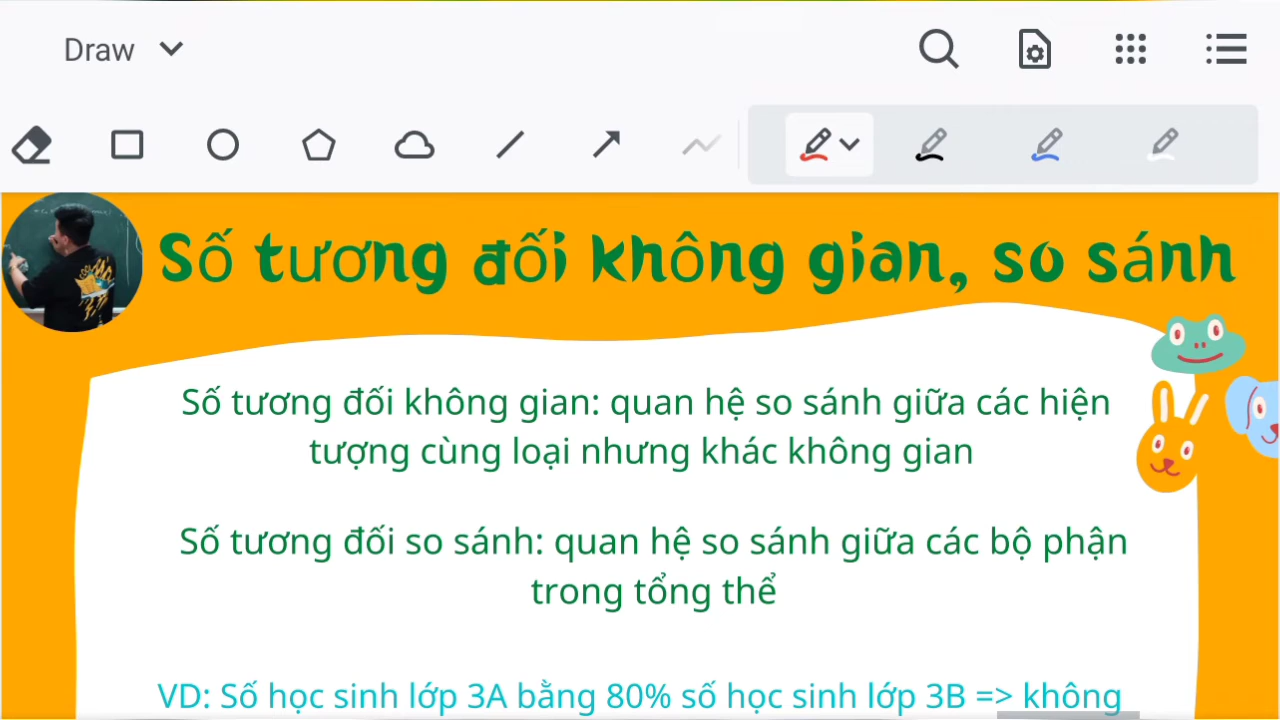 Draw
Số tương đối không gian, so sánh
Số tương đối không gian: quan hệ so sánh giữa các hiện
tượng cùng loại nhưng khác không gian
Số tương đối so sánh: quan hệ so sánh giữa các bộ phận
trong tổng thể
VD: Số học sinh lớp 3A bằng 80% số học sinh lớp 3B => không